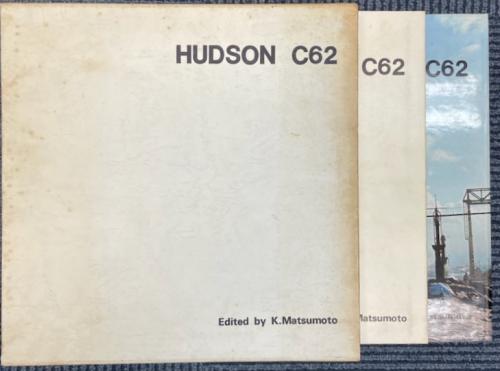 HUDSON C62
C62
C62
Edited by K.Matsumoto
Matsumoto